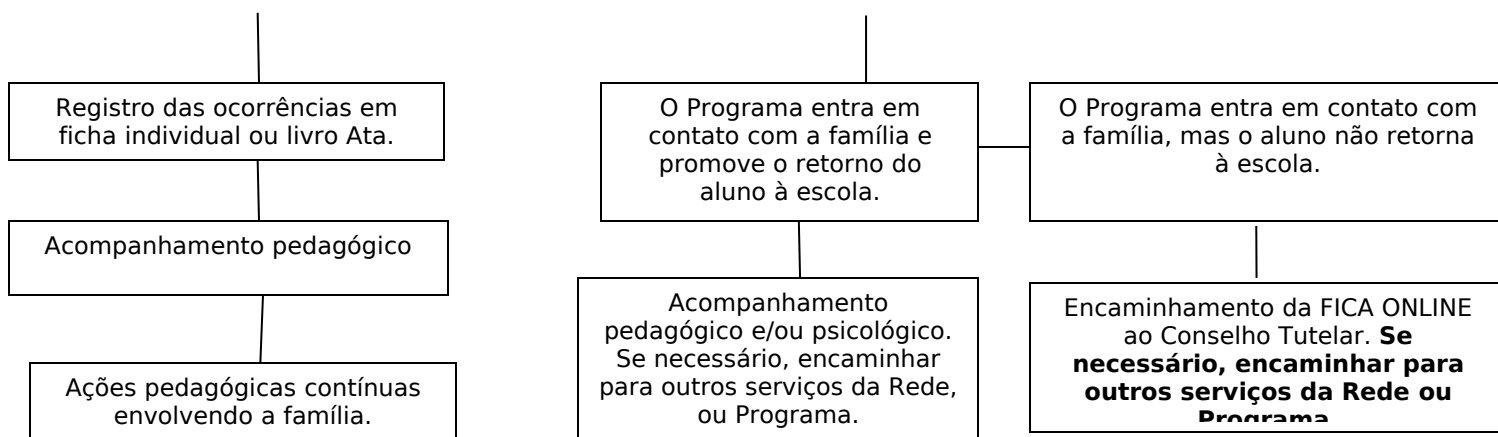 Registro das ocorrências em
ficha individual ou livro Ata.
O Programa entra em
contato com a família e
promove o retorno do
aluno à escola.
O Programa entra em contato com
a família, mas o aluno não retorna
à escola.
Acompanhamento pedagógico
Acompanhamento
pedagógico e/ou psicológico.
Se necessário, encaminhar
para outros serviços da Rede,
ou Programa.
Encaminhamento da FICA ONLINE
ao Conselho Tutelar. Se
necessário, encaminhar para
outros serviços da Rede ou
Programa
Ações pedagógicas contínuas
envolvendo a família.